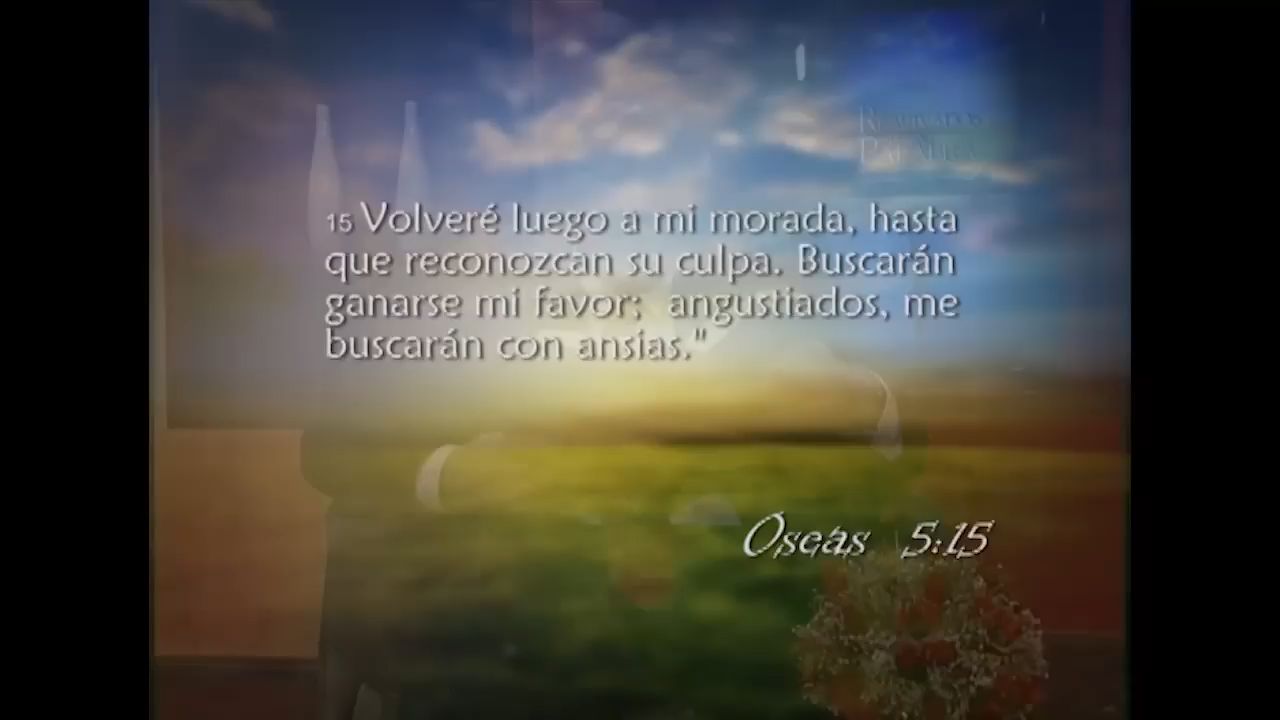 15 Volveré luego a mi morada, hasta
que reconozcan su culpa. Buscarán
ganarse mi favor; angustiados, me
buscarán con ansias."
Oseas 5:15